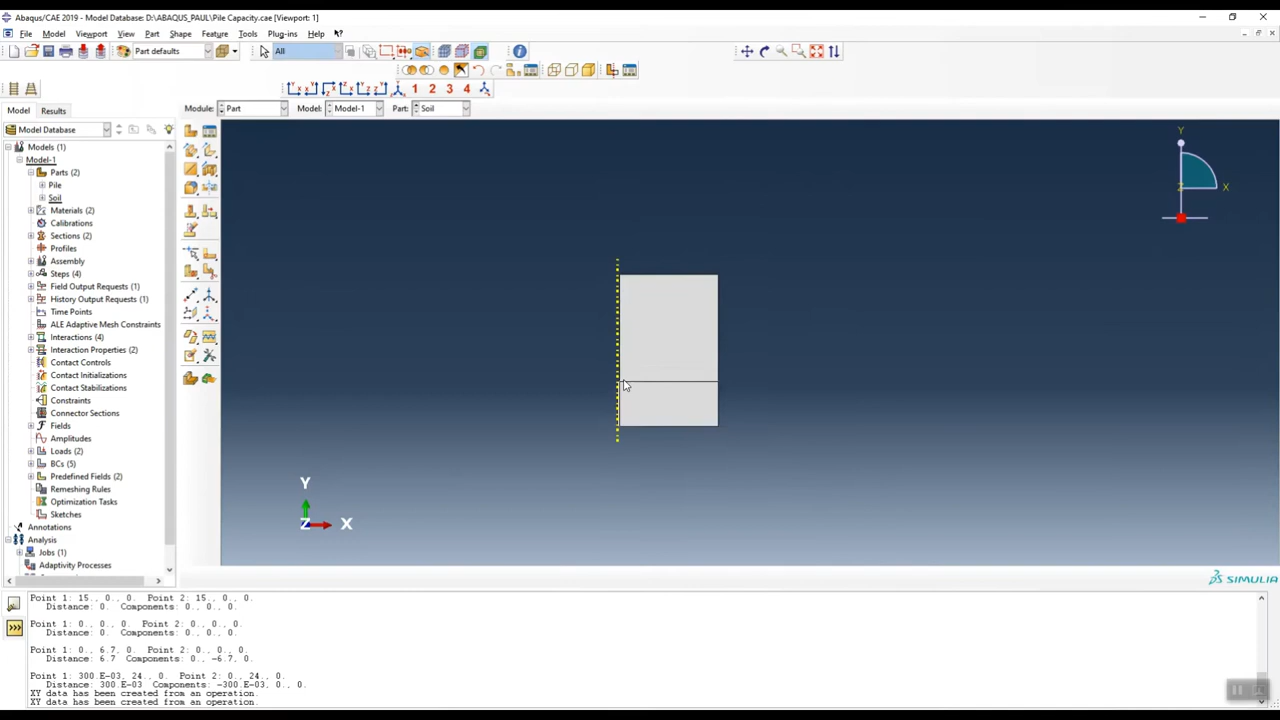 Abaqus/CAE 2019 - Model Database: D:\ABAQUS_PAUL\Pile Capacity.cae [Viewport: 1]
File Model Viewport View Part Shape Feature Tools Plug-ins Help
Part defaults All
1 2 3 4
Model Results Module: Part Model: Model-1 Part: Soil
Model Database
Models (1)
Model-1
Parts (2)
Pile
Soil
Materials (2)
Calibrations
Sections (2)
Profiles
Assembly
Steps (4)
Field Output Requests (1)
History Output Requests (1)
Time Points
ALE Adaptive Mesh Constraints
Interactions (4)
Interaction Properties (2)
Contact Controls
Contact Initializations
Contact Stabilizations
Constraints
Connector Sections
Fields
Amplitudes
Loads (2)
BCs (5)
Predefined Fields (2)
Remeshing Rules
Optimization Tasks
Sketches
Annotations
Analysis
Jobs (1)
Adaptivity Processes
Y
Z X
Y
Z X
SIMULIA
Point 1: 15., 0., 0. Point 2: 15., 0., 0.
Distance: 0. Components: 0., 0., 0.
Point 1: 0., 0., 0. Point 2: 0., 0., 0.
Distance: 0. Components: 0., 0., 0.
Point 1: 0., 6.7, 0. Point 2: 0., 0., 0.
Distance: 6.7 Components: 0., -6.7, 0.
Point 1: 300.E-03, 24., 0. Point 2: 0., 24., 0.
Distance: 300.E-03 Components: -300.E-03, 0., 0.
XY data has been created from an operation.
XY data has been created from an operation.